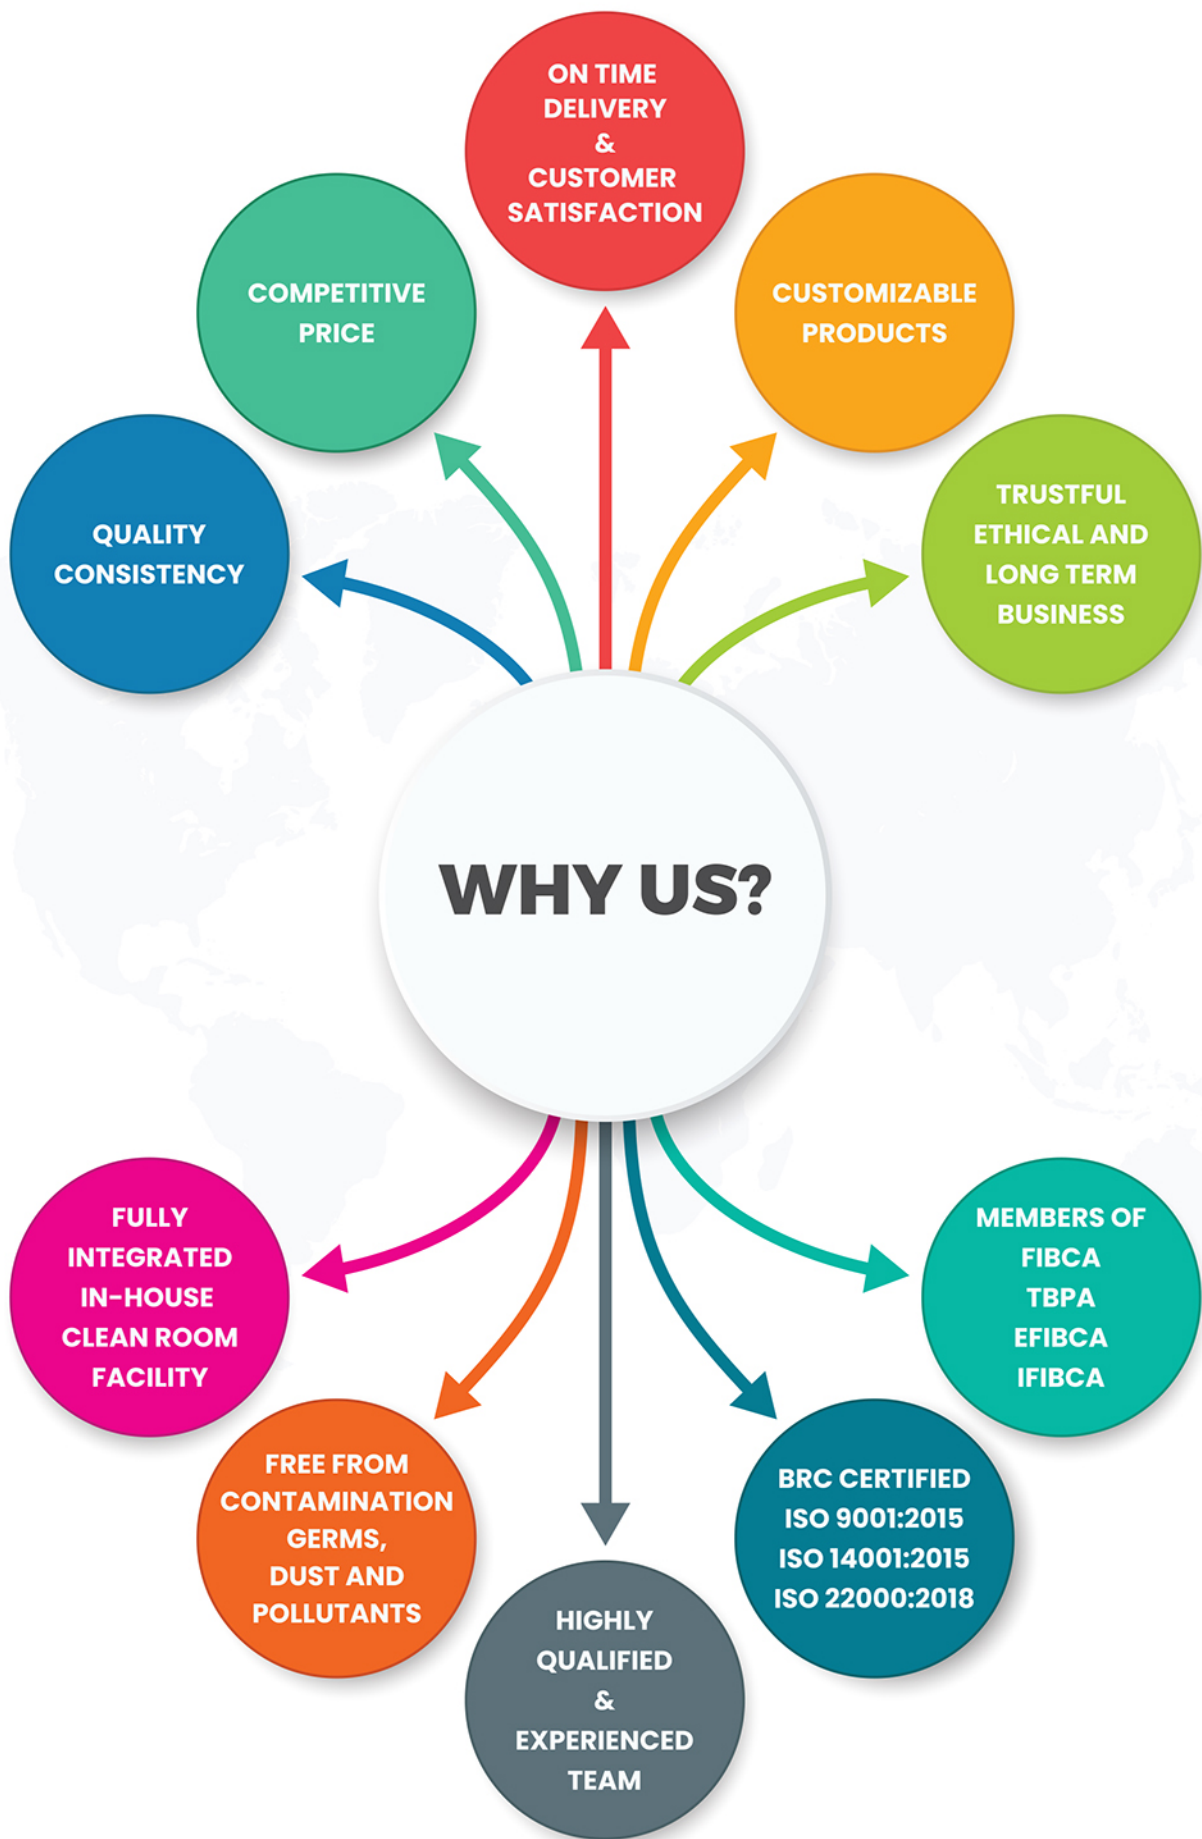 ON TIME
DELIVERY
&
CUSTOMER
SATISFACTION
COMPETITIVE
PRICE
CUSTOMIZABLE
PRODUCTS
QUALITY
CONSISTENCY
TRUSTFUL
ETHICAL AND
LONG TERM
BUSINESS
WHY US?
FULLY
INTEGRATED
IN-HOUSE
CLEAN ROOM
FACILITY
MEMBERS OF
FIBCA
TBPA
EFIBCA
IFIBCA
FREE FROM
CONTAMINATION
GERMS,
DUST AND
POLLUTANTS
BRC CERTIFIED
ISO 9001:2015
ISO 14001:2015
ISO 22000:2018
HIGHLY
QUALIFIED
&
EXPERIENCED
TEAM